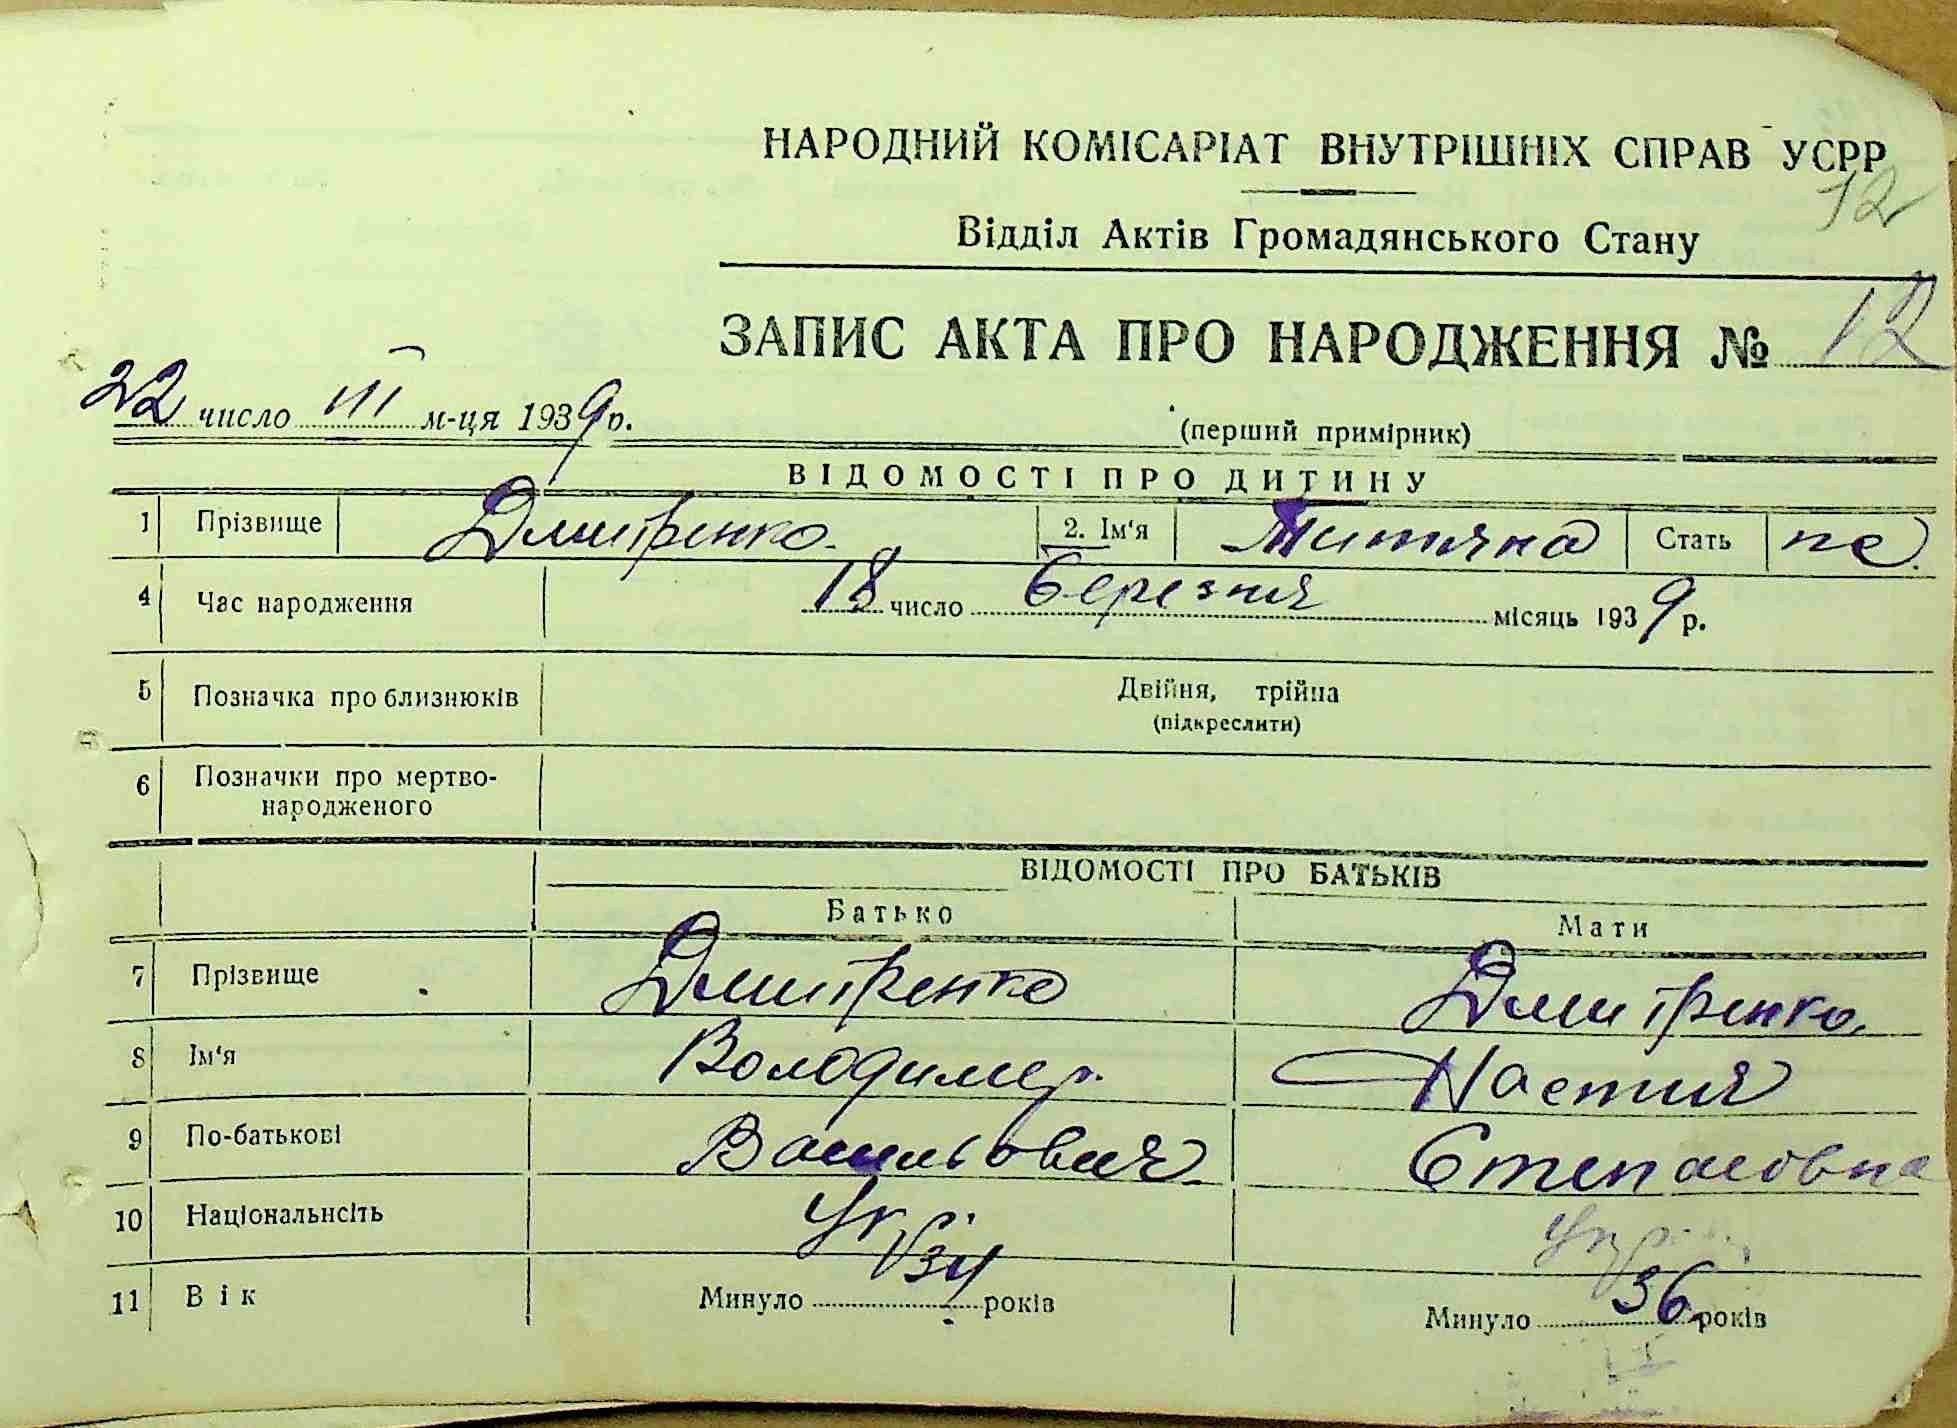 НАРОДНИЙ КОМІСАРІАТ ВНУТРІШНІХ СПРАВ УСРР
12
Відділ Актів Громадянського Стану
ЗАПИС АКТА ПРО НАРОДЖЕННЯ № 12
22 число III м-ця 1939 р.
(перший примірник)
ВІДОМОСТІ ПРО ДИТИНУ
1 Прізвище Дмитренко. 2. Ім'я Титяна Стать
4 Час народження 18 число березня місяць 1939 р.
5 Позначка про близнюків Двійня, трійна
(підкреслити)
6 Позначки про мертво-
народженого
ВІДОМОСТІ ПРО БАТЬКІВ
Батько Мати
7 Прізвище Дмитренко Дмитренко.
8 Ім'я Володимер. Настия
9 По-батькові Степановна
10 Національнсіть Укр Укр
11 Вік Минуло 34 років Минуло 36 років